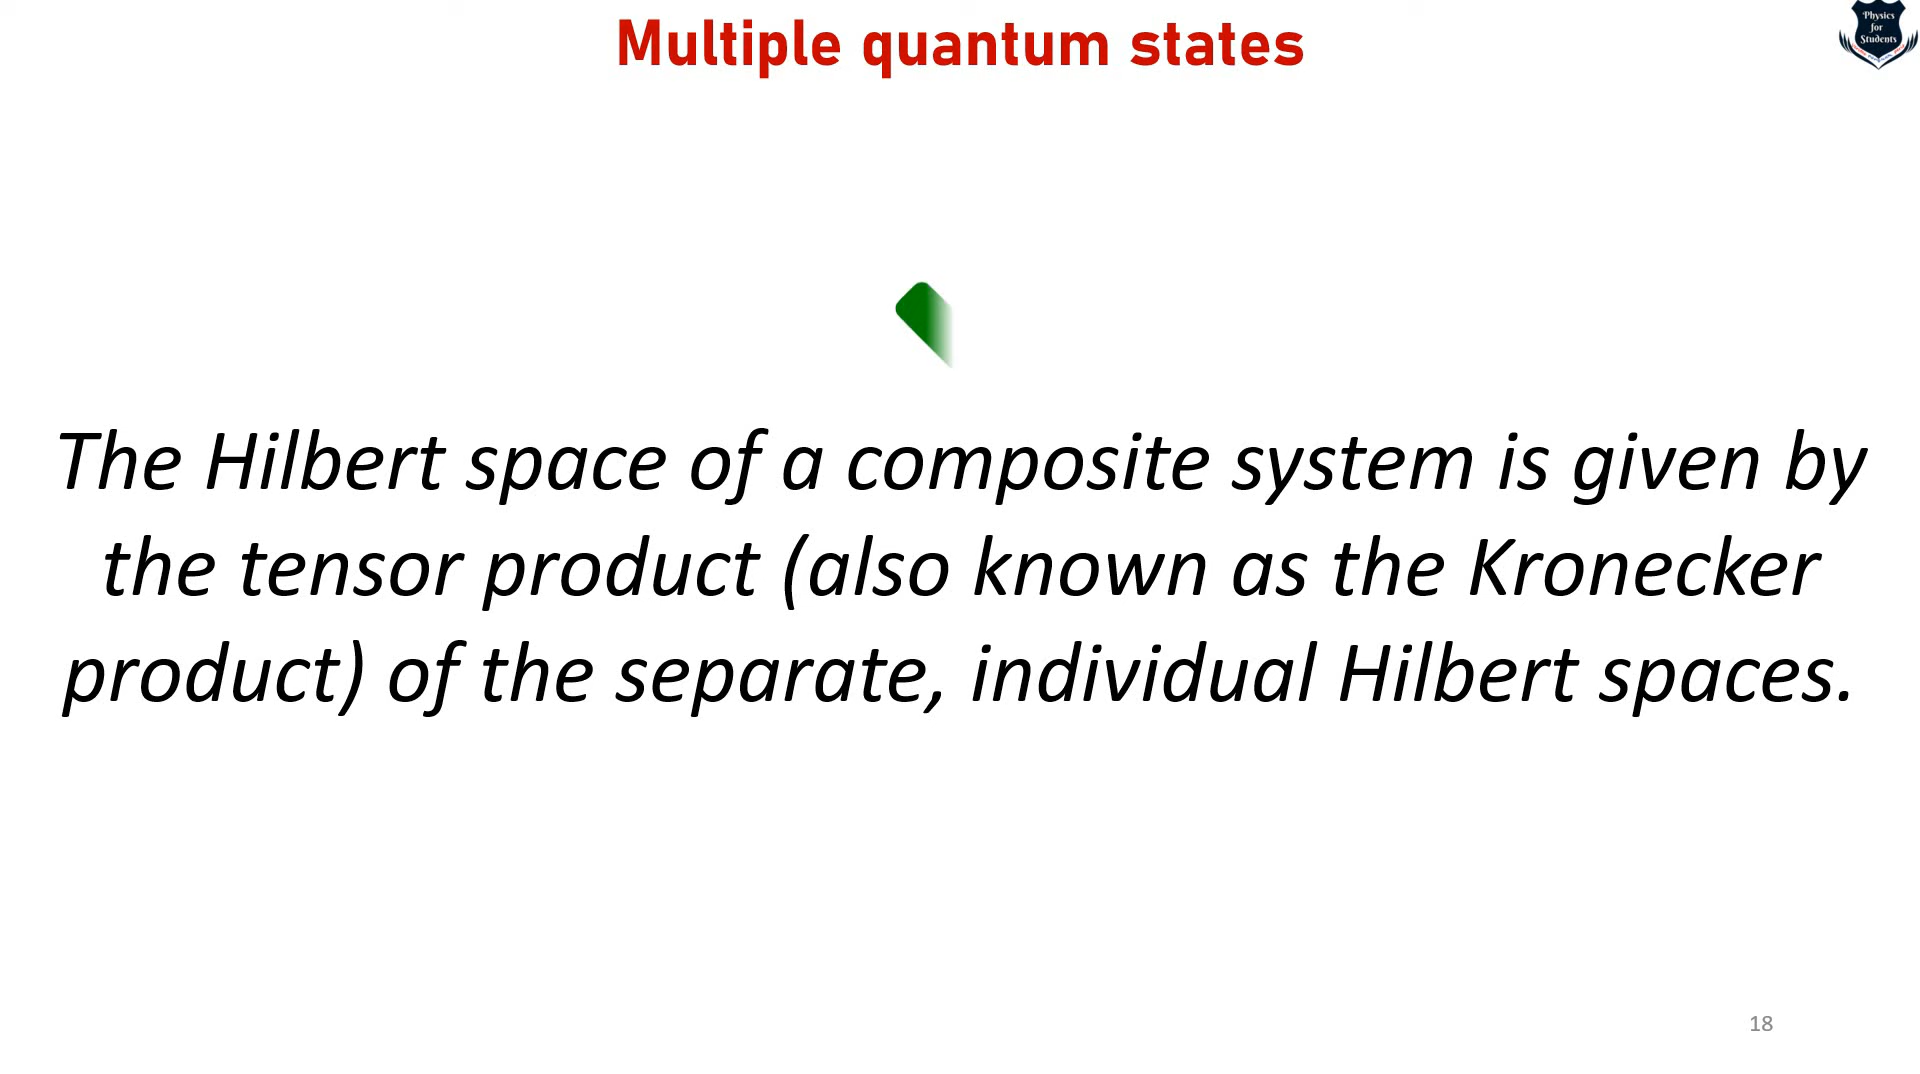 Multiple quantum states
Physics
for
Students
The Hilbert space of a composite system is given by
the tensor product (also known as the Kronecker
product) of the separate, individual Hilbert spaces.
18